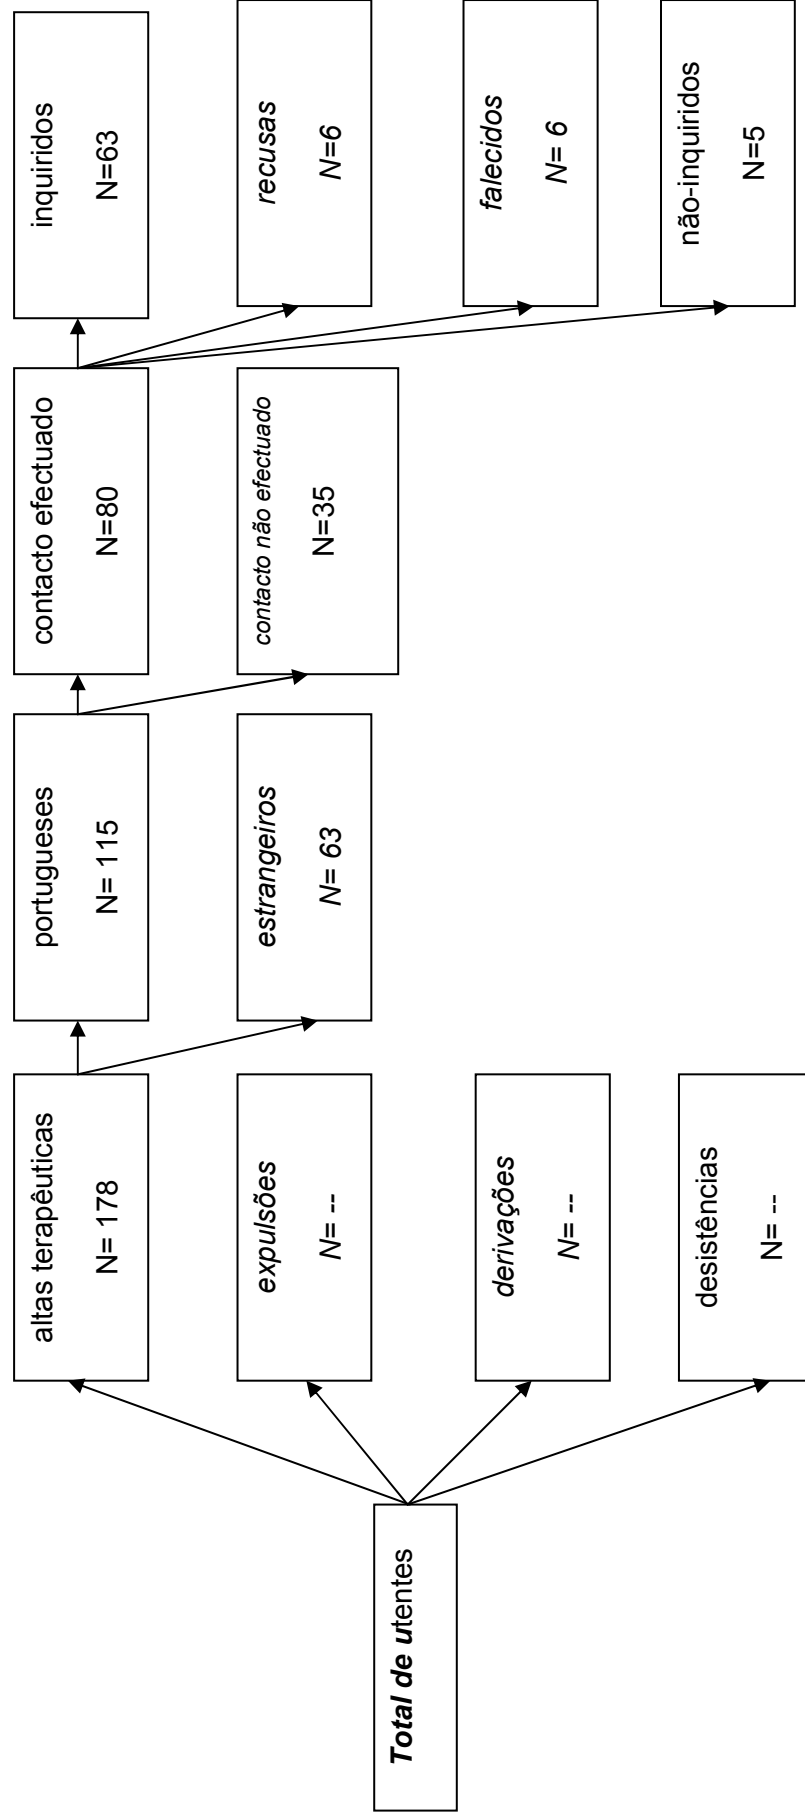 Total de utentes
altas terapêuticas
N= 178
expulsões
N= --
derivações
N= --
desistências
N= --
portugueses
N= 115
estrangeiros
N= 63
contacto efectuado
N=80
contacto não efectuado
N=35
inquiridos
N=63
recusas
N=6
falecidos
N= 6
não-inquiridos
N=5